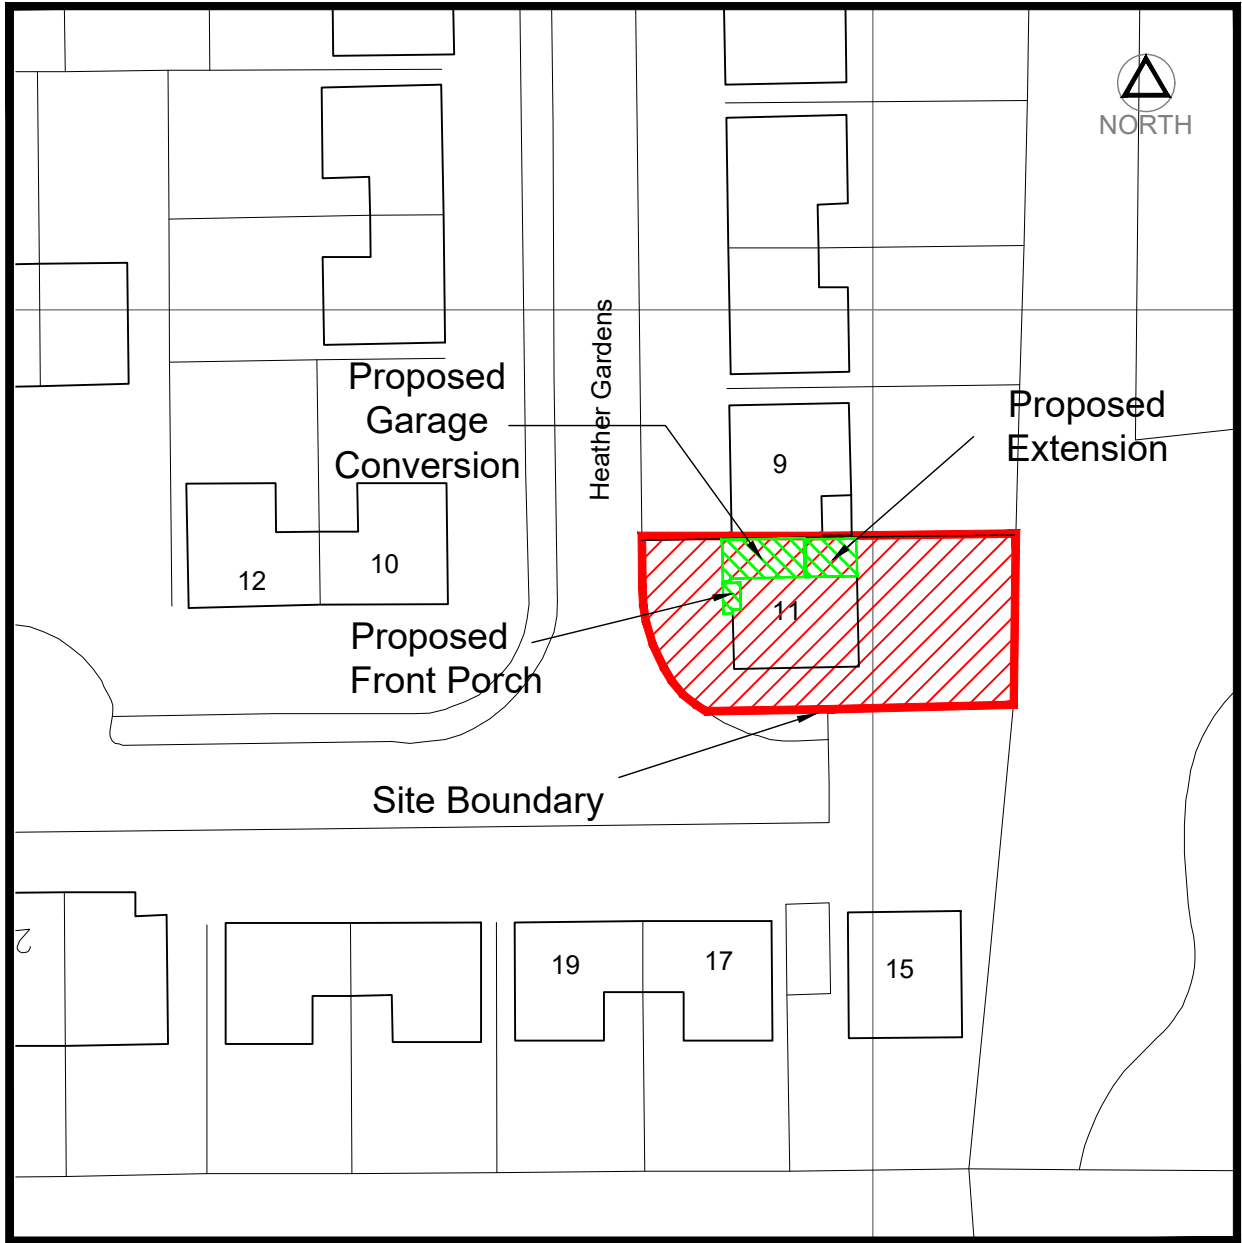 NORTH
Proposed
Garage
Conversion
Heather Gardens
Proposed
Extension
9
12
10
11
Proposed
Front Porch
Site Boundary
2
19
17
15